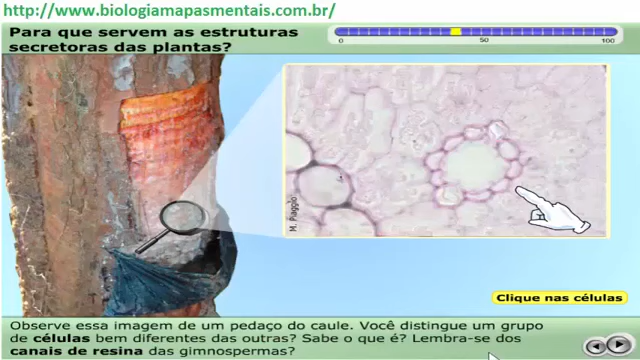 http://www.biologiamapasmentais.com.br/
Para que servem as estruturas
secretoras das plantas?
0 50 100
M. Piaggio
Clique nas células
Observe essa imagem de um pedaço do caule. Você distingue um grupo
de células bem diferentes das outras? Sabe o que é? Lembra-se dos
canais de resina das gimnospermas?